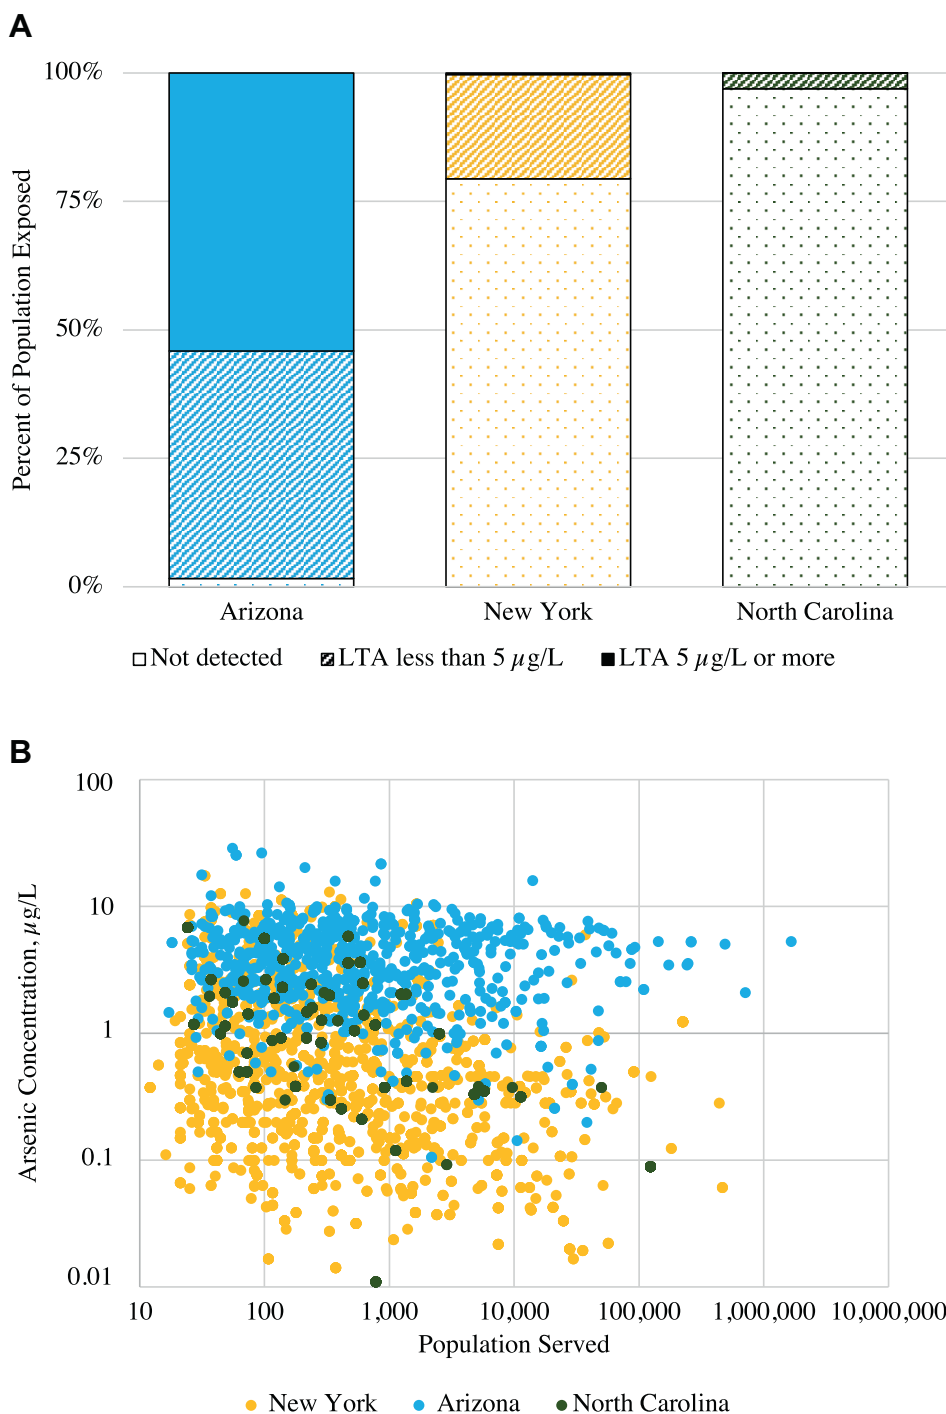 A
100%
75%
50%
25%
0%
Percent of Population Exposed
Arizona New York North Carolina
Not detected LTA less than 5 µg/L LTA 5 µg/L or more
B
100
10
1
0.1
0.01
Arsenic Concentration, µg/L
10 100 1,000 10,000 100,000 1,000,000 10,000,000
Population Served
New York Arizona North Carolina